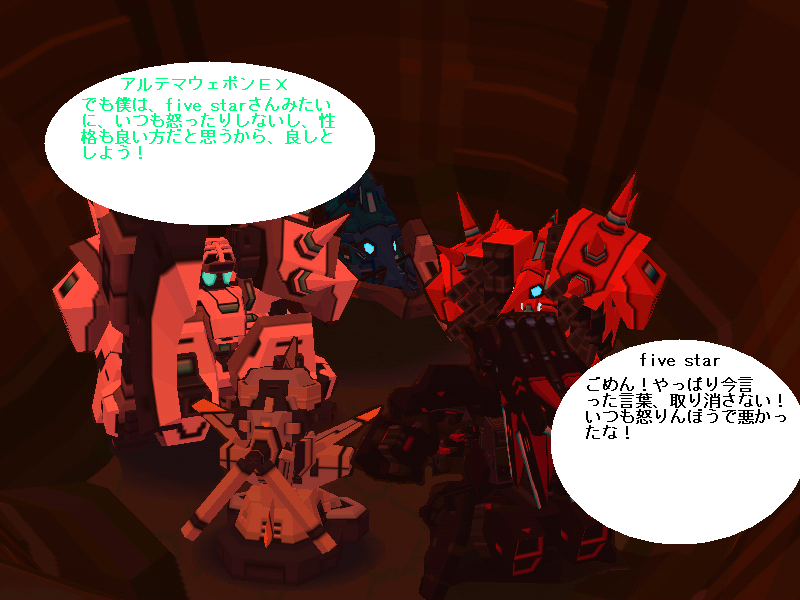 アルテマウェポンＥＸ
でも僕は、five starさんみたい
に、いつも怒ったりしないし、性
格も良い方だと思うから、良しと
しよう！
five star
ごめん！やっぱり今言
った言葉、取り消さない！
いつも怒りんぼうで悪かっ
たな！